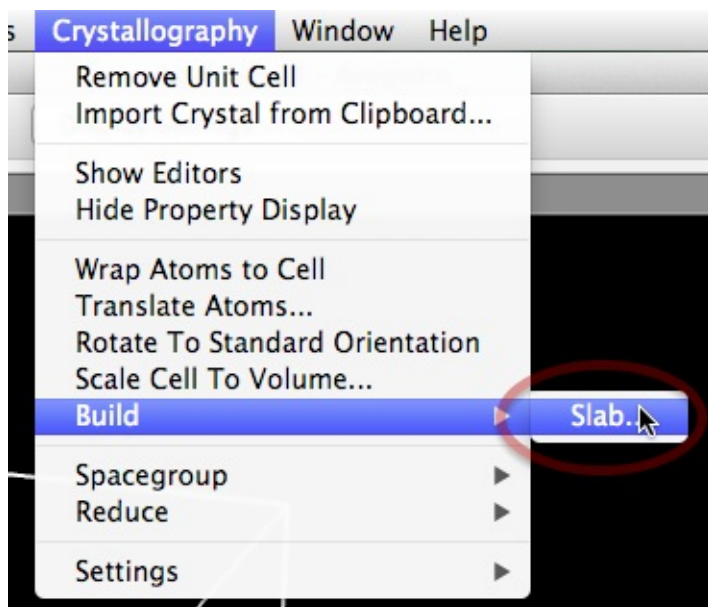 s Crystallography Window Help
Remove Unit Cell
Import Crystal from Clipboard...
Show Editors
Hide Property Display
Wrap Atoms to Cell
Translate Atoms...
Rotate To Standard Orientation
Scale Cell To Volume...
Build Slab...
Spacegroup
Reduce
Settings